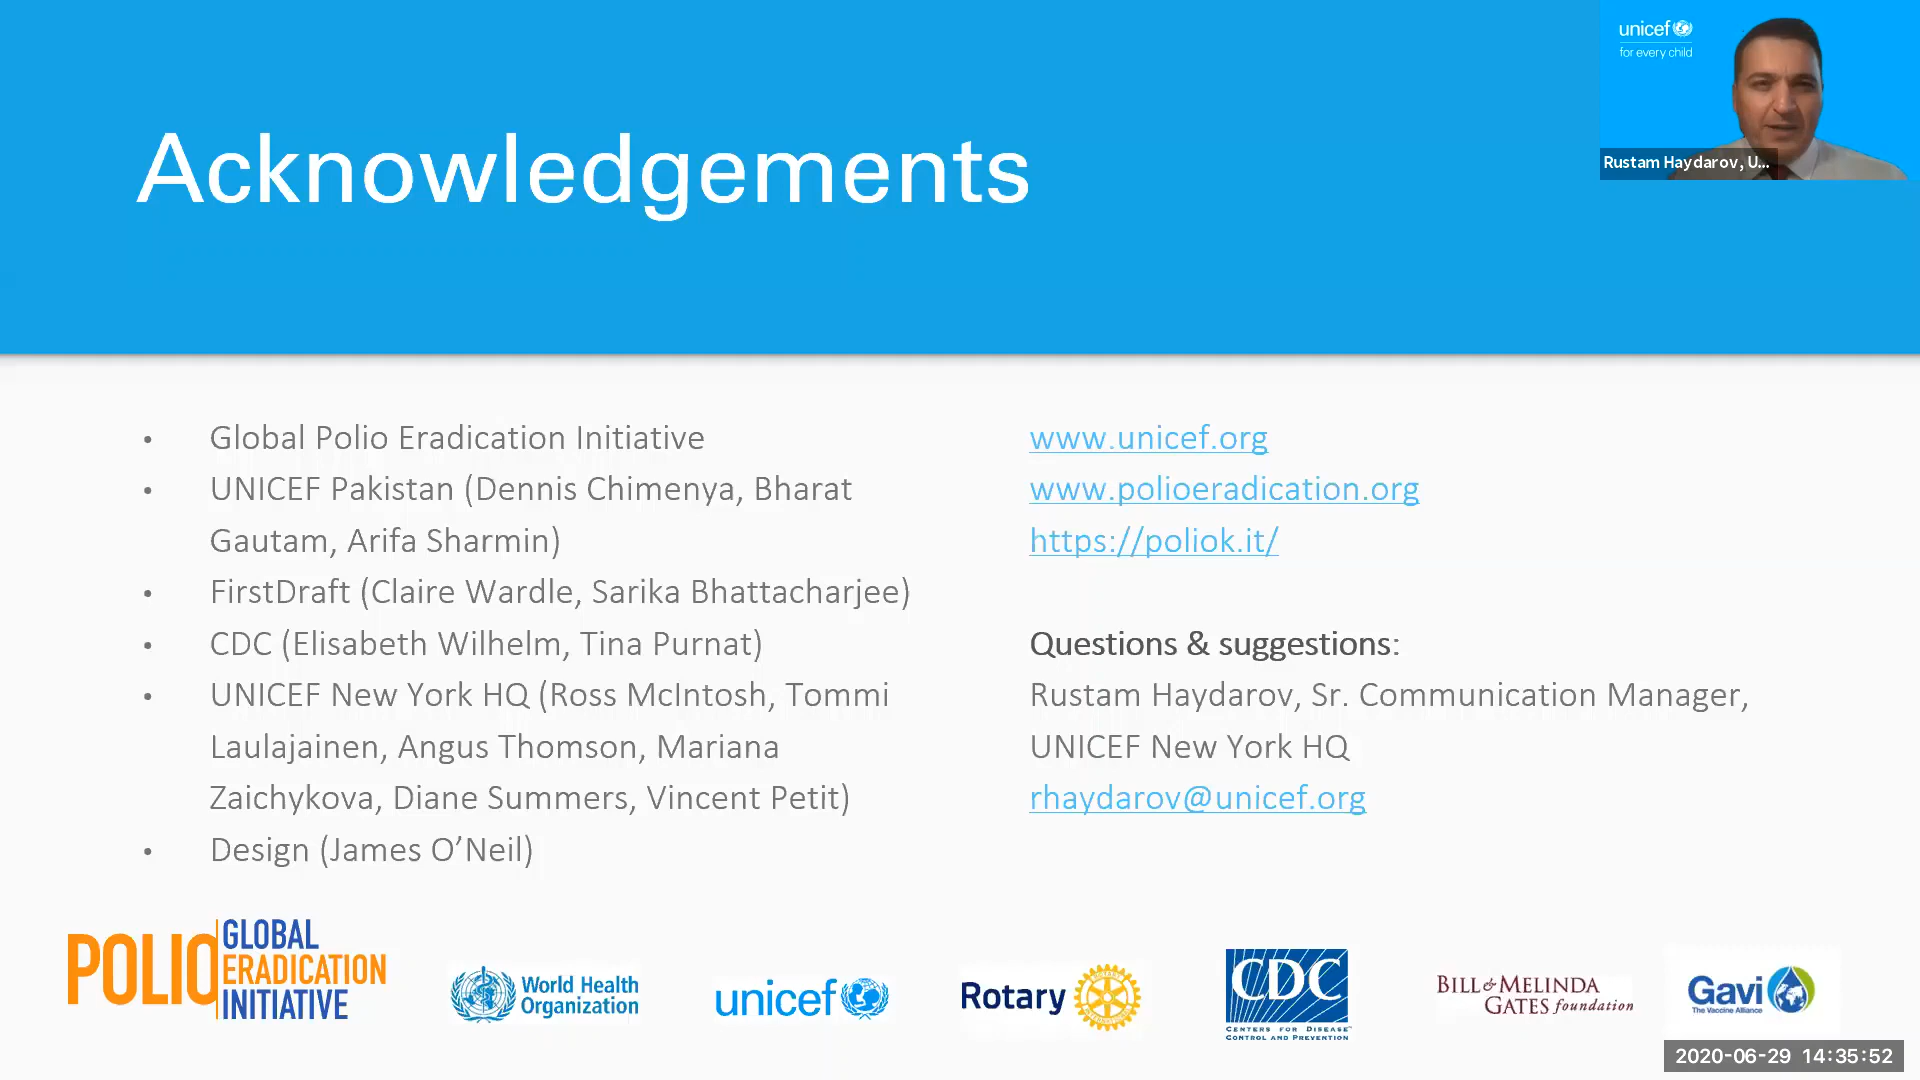 unicef
for every child
Rustam Haydarov, U...
Acknowledgements
• Global Polio Eradication Initiative
• UNICEF Pakistan (Dennis Chimenya, Bharat
Gautam, Arifa Sharmin)
• FirstDraft (Claire Wardle, Sarika Bhattacharjee)
• CDC (Elisabeth Wilhelm, Tina Purnat)
• UNICEF New York HQ (Ross McIntosh, Tommi
Laulajainen, Angus Thomson, Mariana
Zaichykova, Diane Summers, Vincent Petit)
• Design (James O’Neil)
www.unicef.org
www.polioeradication.org
https://poliok.it/
Questions & suggestions:
Rustam Haydarov, Sr. Communication Manager,
UNICEF New York HQ
rhaydarov@unicef.org
POLIO GLOBAL
ERADICATION
INITIATIVE
World Health
Organization
unicef
Rotary
CDC
CENTERS FOR DISEASE™
CONTROL AND PREVENTION
BILL & MELINDA
GATES foundation
Gavi
The Vaccine Alliance
2020-06-29 14:35:52